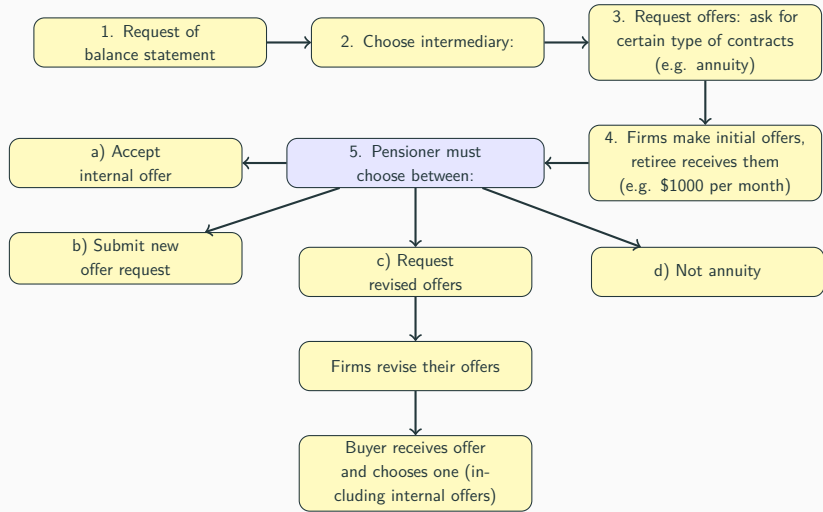 1. Request of
balance statement
2. Choose intermediary:
3. Request offers: ask for
certain type of contracts
(e.g. annuity)
4. Firms make initial offers,
retiree receives them
(e.g. $1000 per month)
5. Pensioner must
choose between:
a) Accept
internal offer
b) Submit new
offer request
c) Request
revised offers
d) Not annuity
Firms revise their offers
Buyer receives offer
and chooses one (in-
cluding internal offers)